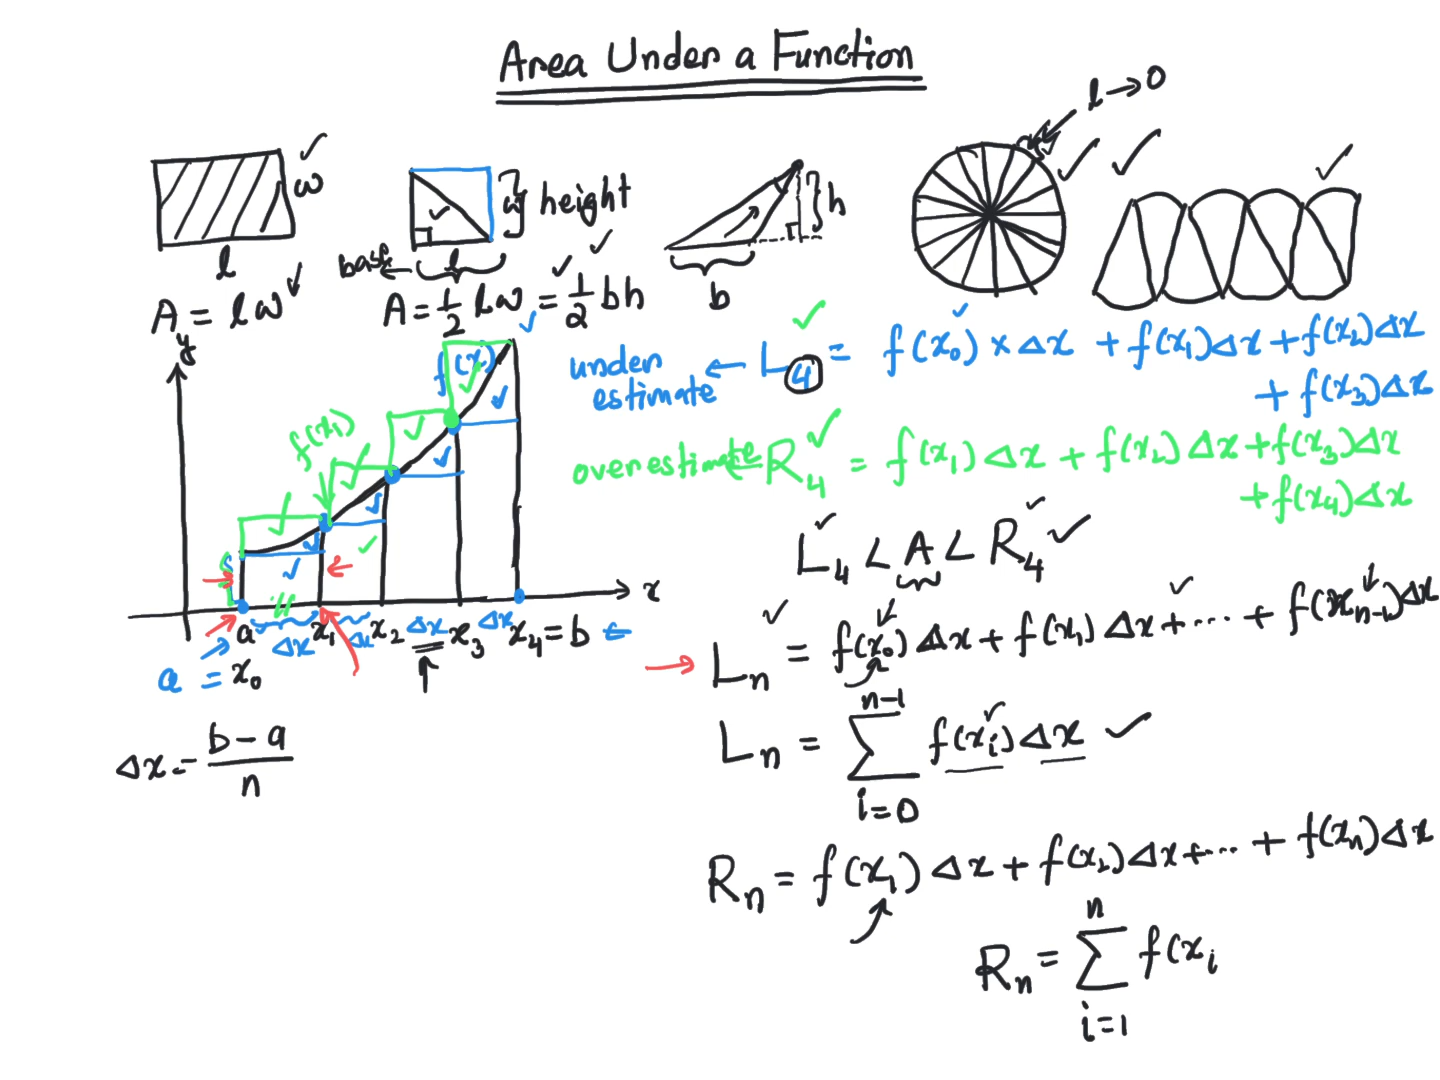 Area Under a Function
l → 0
w
l
A = lw
w height
base
l
A = 1/2 lw = 1/2 bh
h
b
y
f(x)
f(x₁)
x
a x₁ x₂ x₃ x₄ = b
Δx Δx Δx Δx
a = x₀
Δx = (b - a)/n
under estimate ← L₄ = f(x₀) × Δx + f(x₁)Δx + f(x₂)Δx
+ f(x₃)Δx
overestimate ← R₄ = f(x₁)Δx + f(x₂)Δx + f(x₃)Δx
+ f(x₄)Δx
L₄ < A < R₄
→ Lₙ = f(x₀)Δx + f(x₁)Δx + ... + f(xₙ₋₁)Δx
n-1
Lₙ = ∑ f(xᵢ)Δx
i=0
Rₙ = f(x₁)Δx + f(x₂)Δx + ... + f(xₙ)Δx
n
Rₙ = ∑ f(xᵢ
i=1